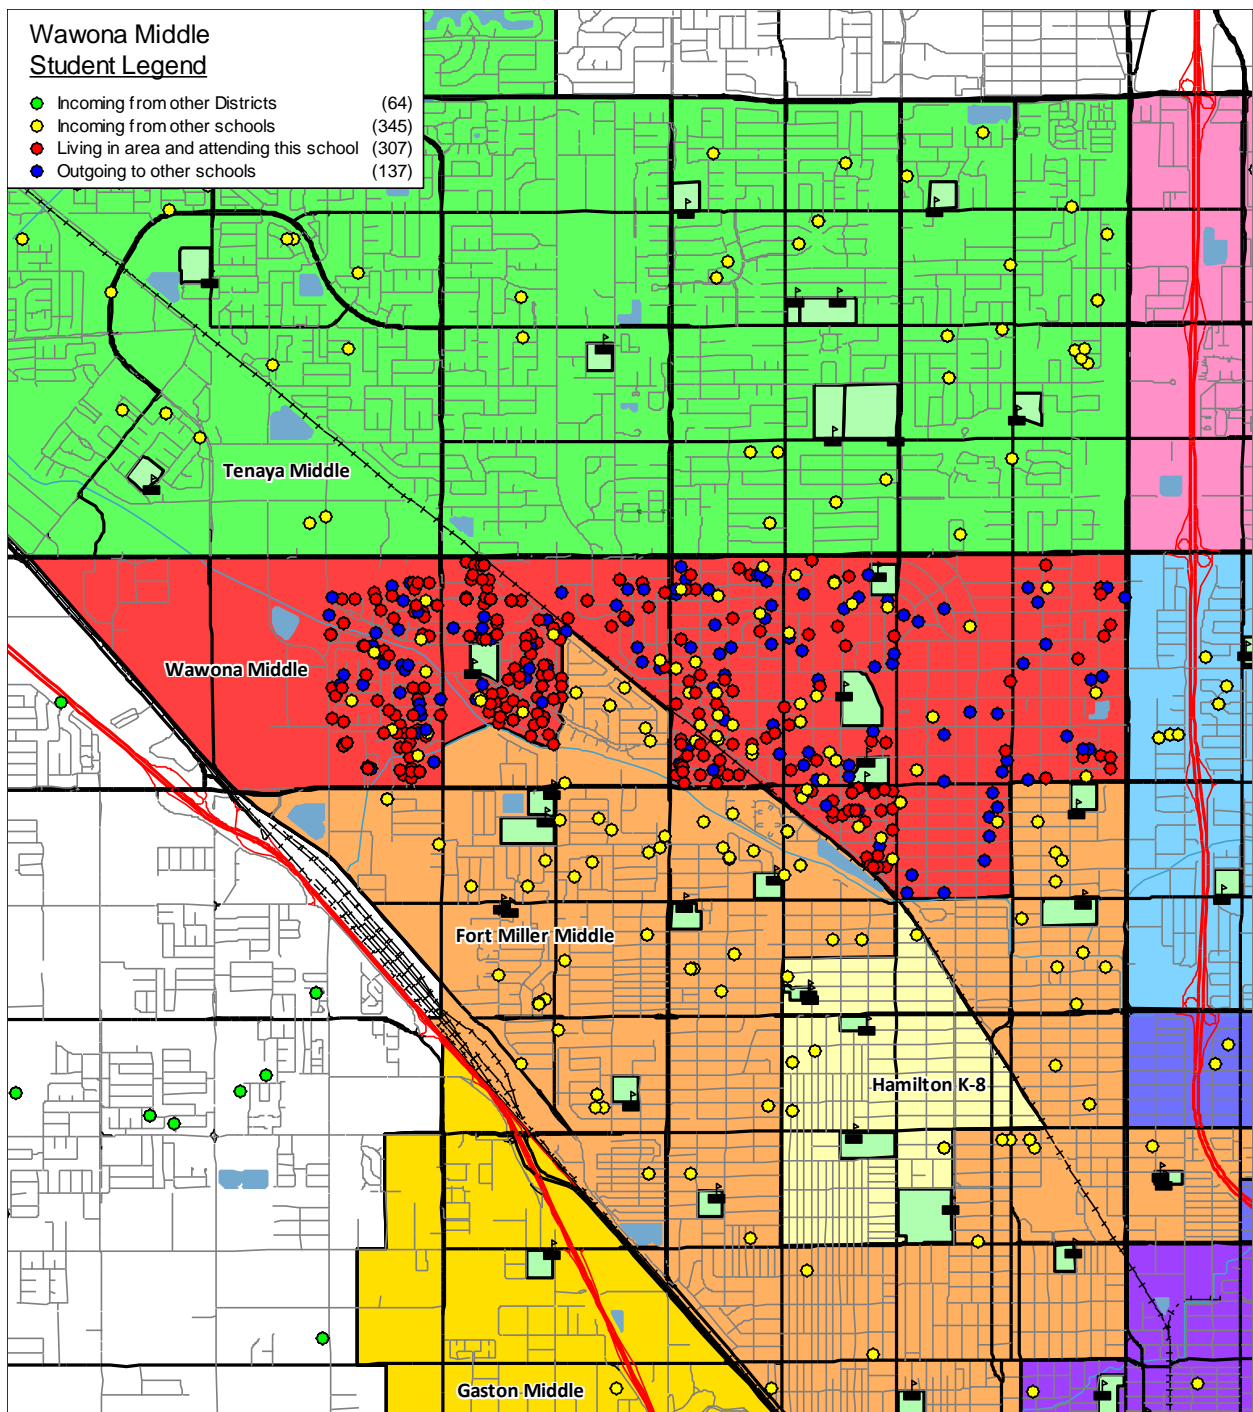 Wawona Middle
Student Legend
Incoming from other Districts (64)
Incoming from other schools (345)
Living in area and attending this school (307)
Outgoing to other schools (137)
Tenaya Middle
Wawona Middle
Fort Miller Middle
Hamilton K-8
Gaston Middle